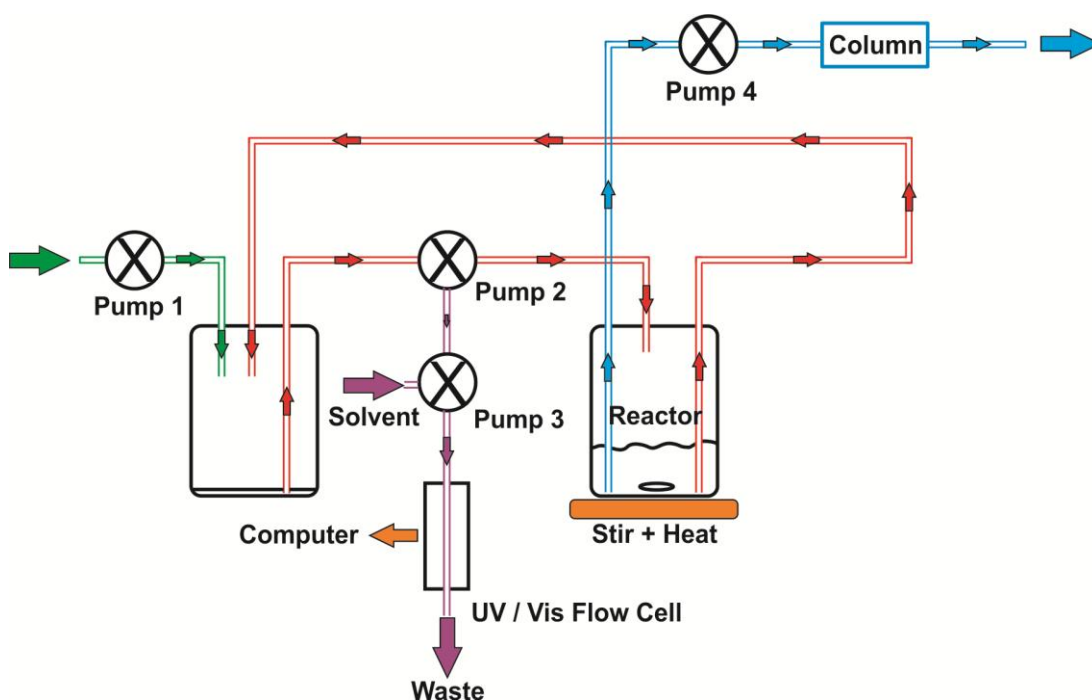 Column
Pump 4
Pump 1
Pump 2
Solvent
Pump 3
Reactor
Computer
Stir + Heat
UV / Vis Flow Cell
Waste